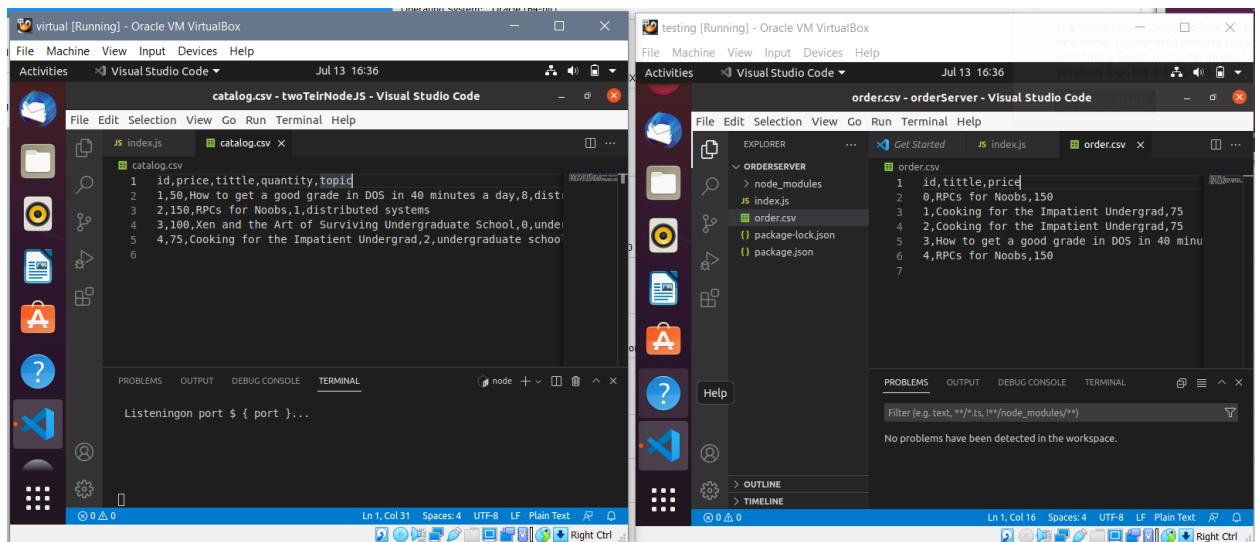 Operating System: Oracle (64-bit)
virtual [Running] - Oracle VM VirtualBox
File Machine View Input Devices Help
Activities Visual Studio Code Jul 13 16:36
catalog.csv - twoTeirNodeJS - Visual Studio Code
File Edit Selection View Go Run Terminal Help
JS index.js catalog.csv
catalog.csv
1 id,price,tittle,quantity,topic
2 1,50,How to get a good grade in DOS in 40 minutes a day,8,distr
3 2,150,RPCs for Noobs,1,distributed systems
4 3,100,Xen and the Art of Surviving Undergraduate School,0,under
5 4,75,Cooking for the Impatient Undergrad,2,undergraduate school
6
PROBLEMS OUTPUT DEBUG CONSOLE TERMINAL node
Listeningon port $ { port }...
0 0 Ln 1, Col 31 Spaces: 4 UTF-8 LF Plain Text
Right Ctrl
testing [Running] - Oracle VM VirtualBox
File Machine View Input Devices Help
Activities Visual Studio Code Jul 13 16:36
order.csv - orderServer - Visual Studio Code
File Edit Selection View Go Run Terminal Help
EXPLORER ... Get Started JS index.js order.csv
ORDERSERVER
node_modules
JS index.js
order.csv
{} package-lock.json
{} package.json
OUTLINE
TIMELINE
order.csv
1 id,tittle,price
2 0,RPCs for Noobs,150
3 1,Cooking for the Impatient Undergrad,75
4 2,Cooking for the Impatient Undergrad,75
5 3,How to get a good grade in DOS in 40 minu
6 4,RPCs for Noobs,150
7
Help
PROBLEMS OUTPUT DEBUG CONSOLE TERMINAL
Filter (e.g. text, **/*.ts, !**/node_modules/**)
No problems have been detected in the workspace.
0 0 Ln 1, Col 16 Spaces: 4 UTF-8 LF Plain Text
Right Ctrl